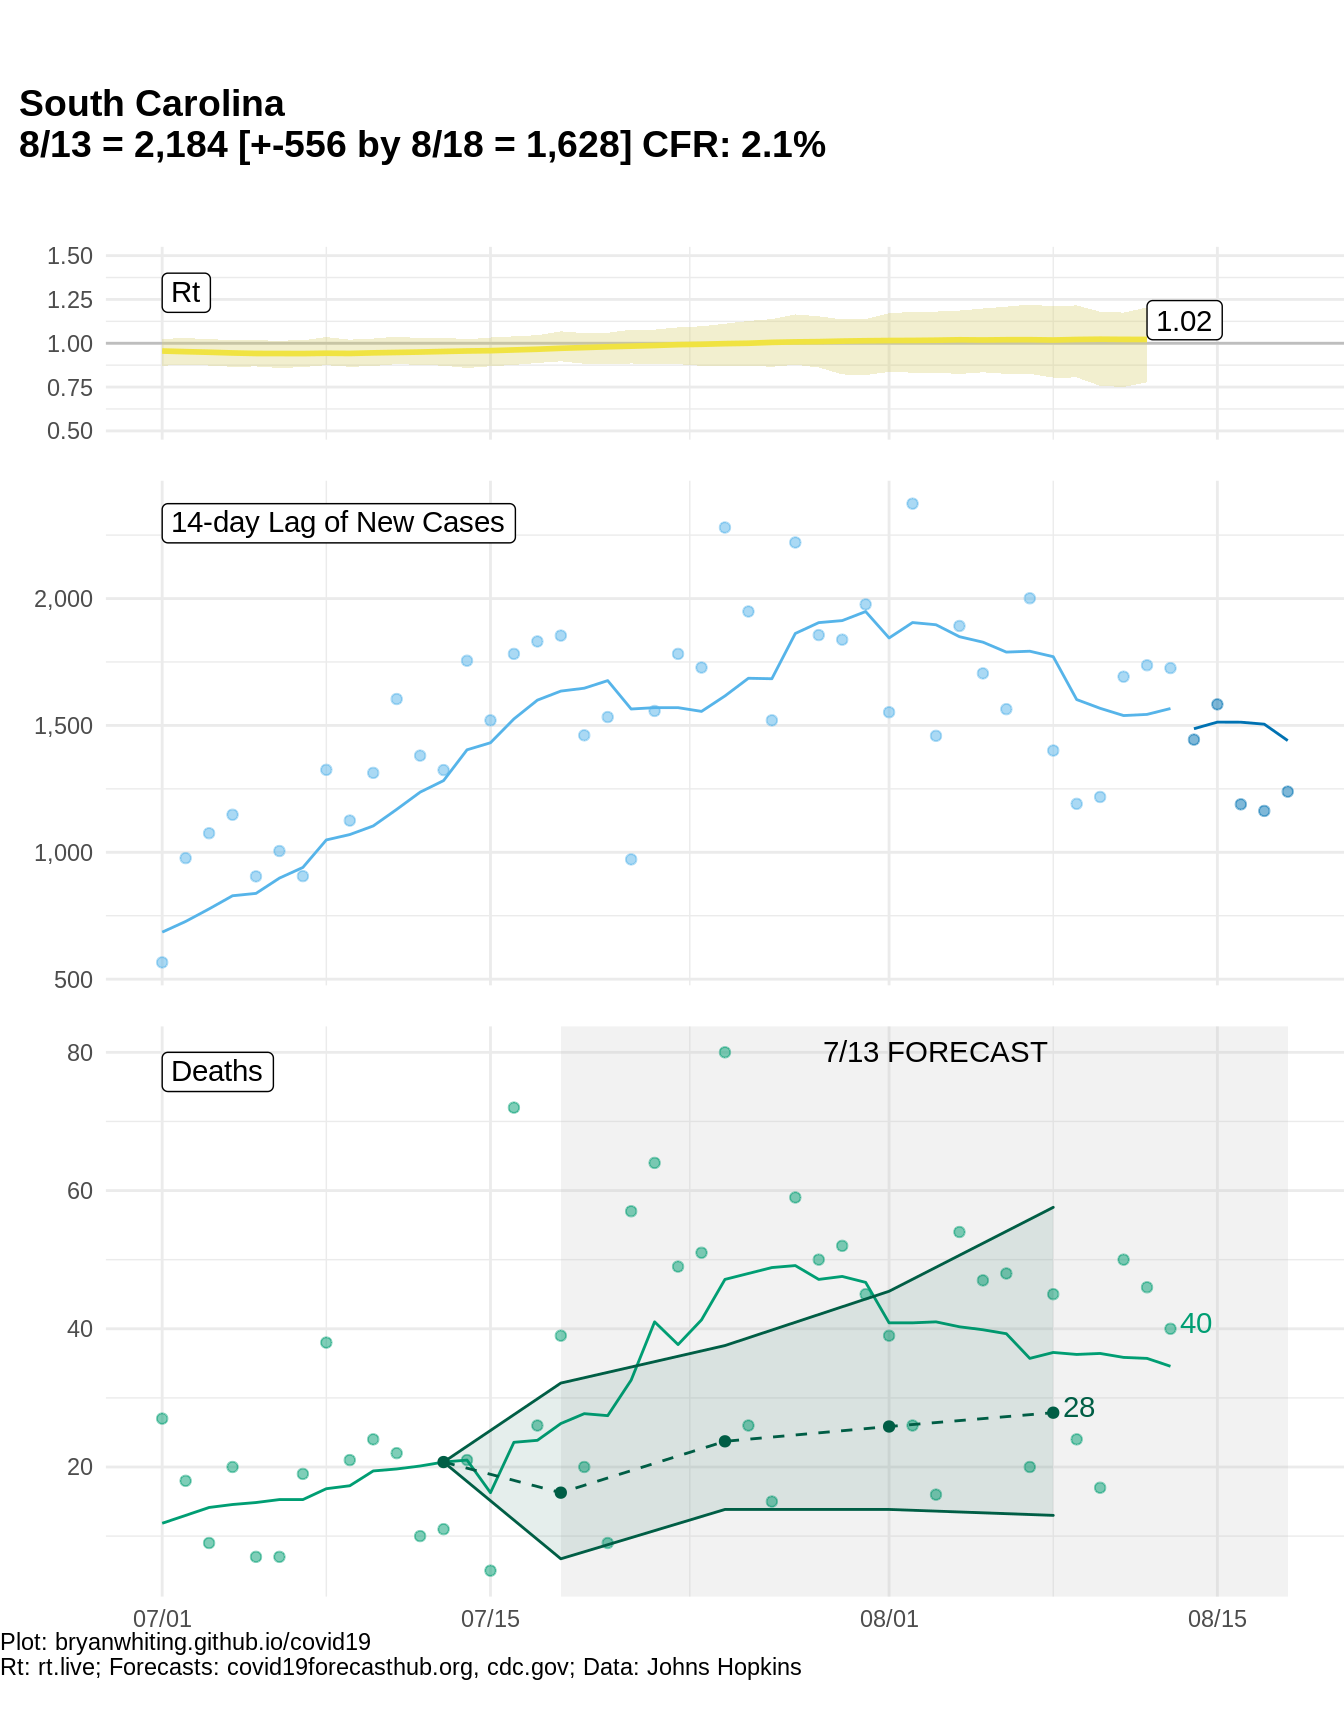 South Carolina
8/13 = 2,184 [+-556 by 8/18 = 1,628] CFR: 2.1%
1.50
1.25
1.00
0.75
0.50
Rt
1.02
14-day Lag of New Cases
2,000
1,500
1,000
500
80
60
40
20
Deaths
7/13 FORECAST
40
28
07/01
07/15
08/01
08/15
Plot: bryanwhiting.github.io/covid19
Rt: rt.live; Forecasts: covid19forecasthub.org, cdc.gov; Data: Johns Hopkins